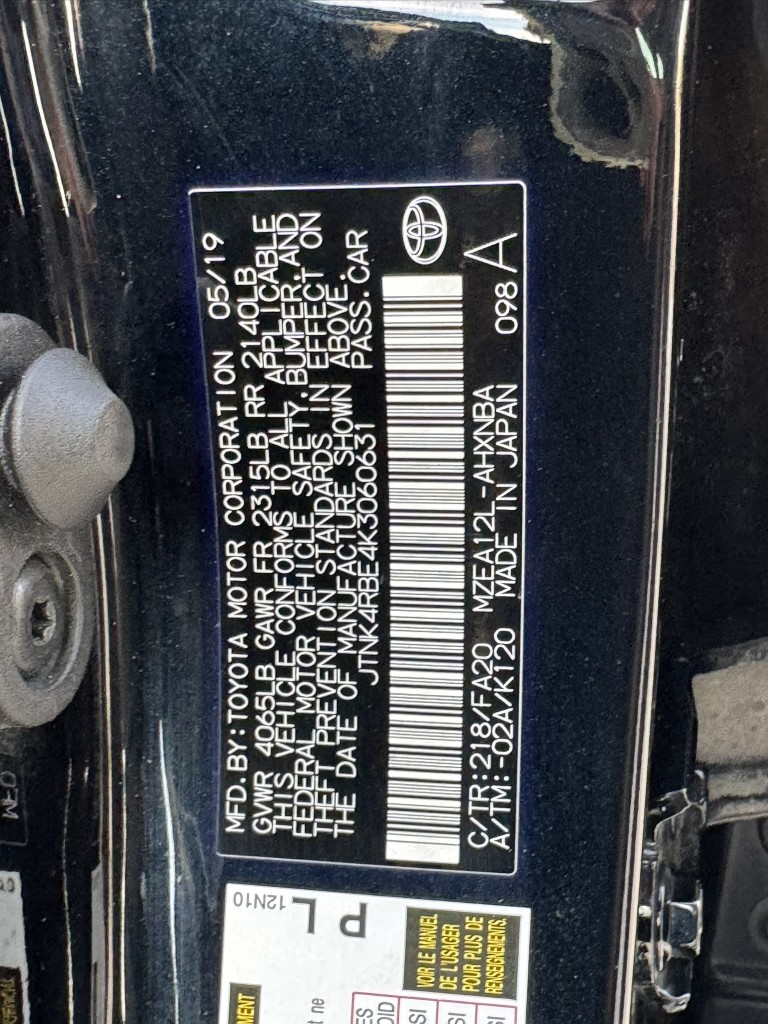 MFD.BY:TOYOTA MOTOR CORPORATION 05/19
GVWR 4065LB GAWR FR 2315LB RR 2140LB
THIS VEHICLE CONFORMS TO ALL APPLICABLE
FEDERAL MOTOR VEHICLE SAFETY,BUMPER,AND
THEFT PREVENTION STANDARDS IN EFFECT ON
THE DATE OF MANUFACTURE SHOWN ABOVE.
JTNK4RBE4K3060631 PASS.CAR
C/TR:218/FA20 MZEA12L-AHXNBA 098 A
A/TM:-02A/K120 MADE IN JAPAN
12N10
P L
VOIR LE MANUEL
DE L'USAGER
POUR PLUS DE
RENSEIGNEMENTS.